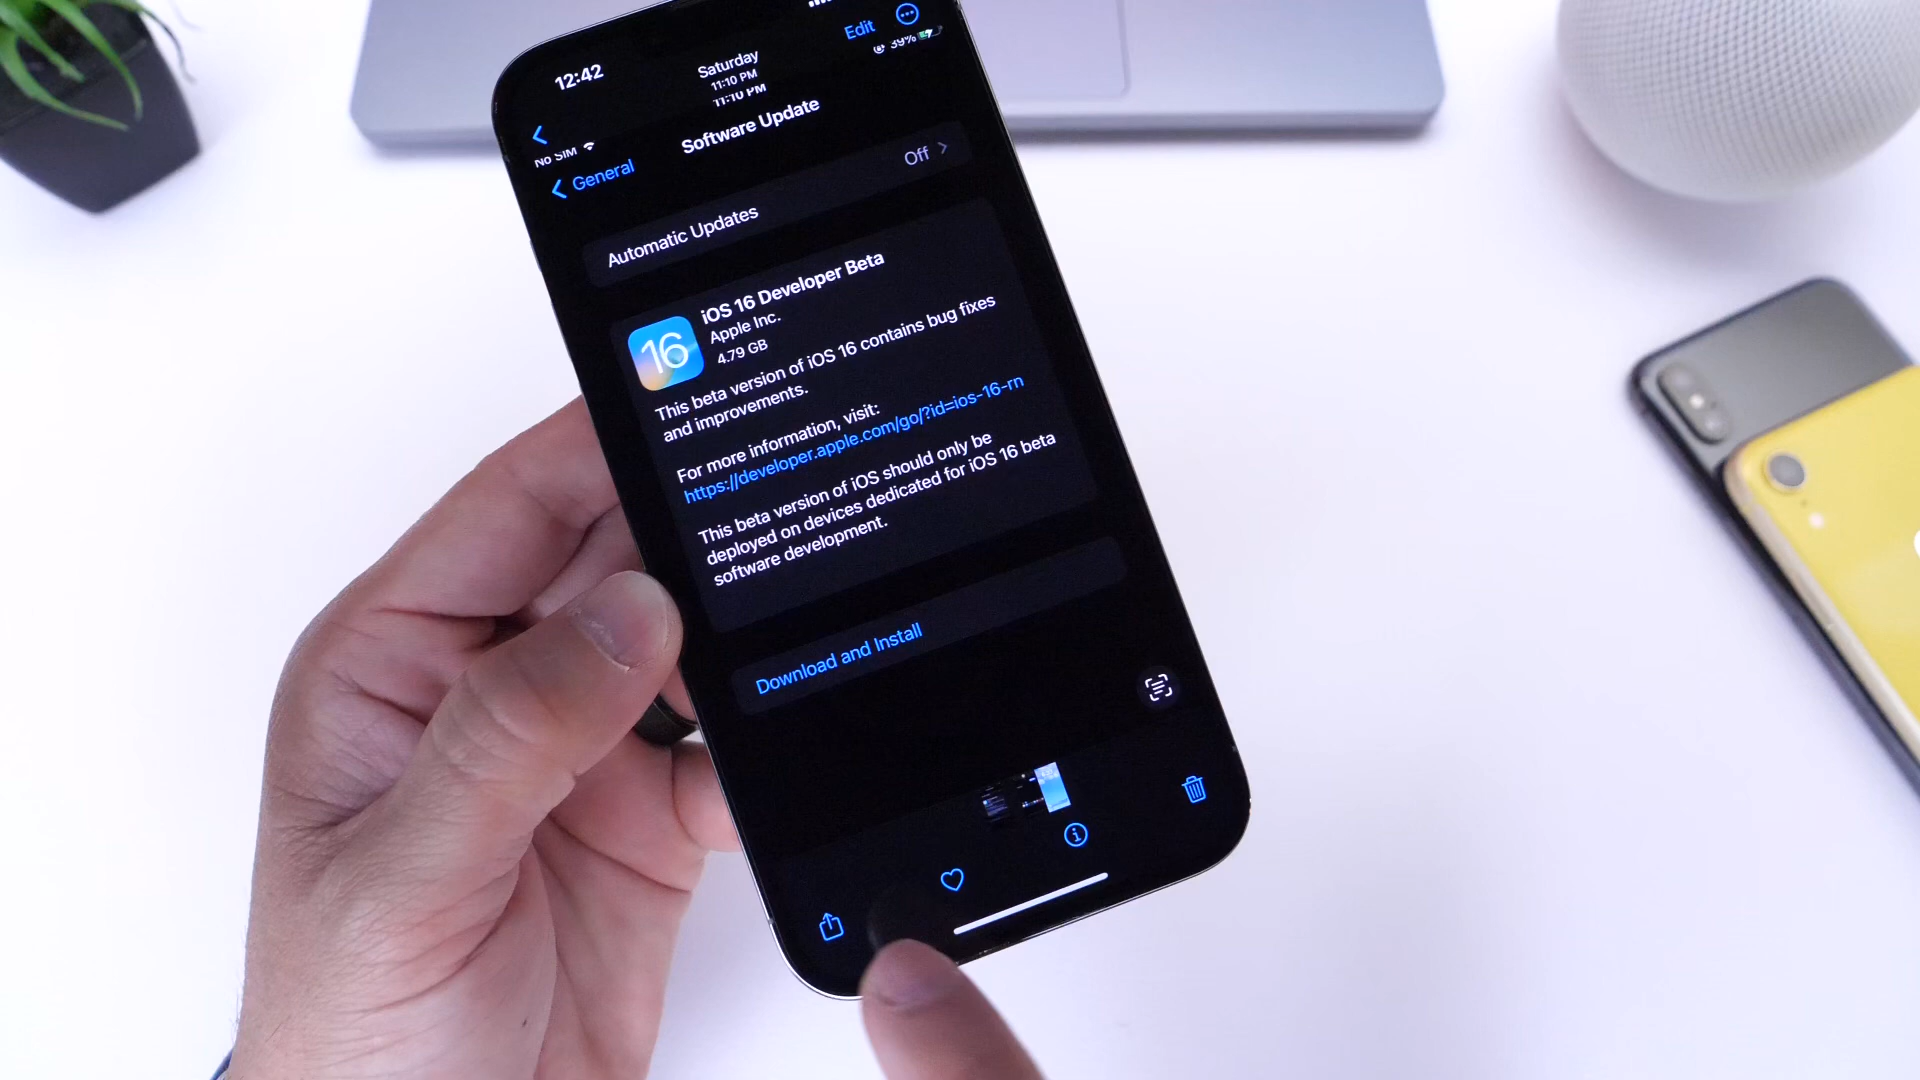 12:42
Saturday
11:10 PM
Edit
39%
11:10 PM
No SIM
Software Update
General
Automatic Updates
Off
16
iOS 16 Developer Beta
Apple Inc.
4.79 GB
This beta version of iOS 16 contains bug fixes
and improvements.
For more information, visit:
https://developer.apple.com/go/?id=ios-16-rn
This beta version of iOS should only be
deployed on devices dedicated for iOS 16 beta
software development.
Download and Install